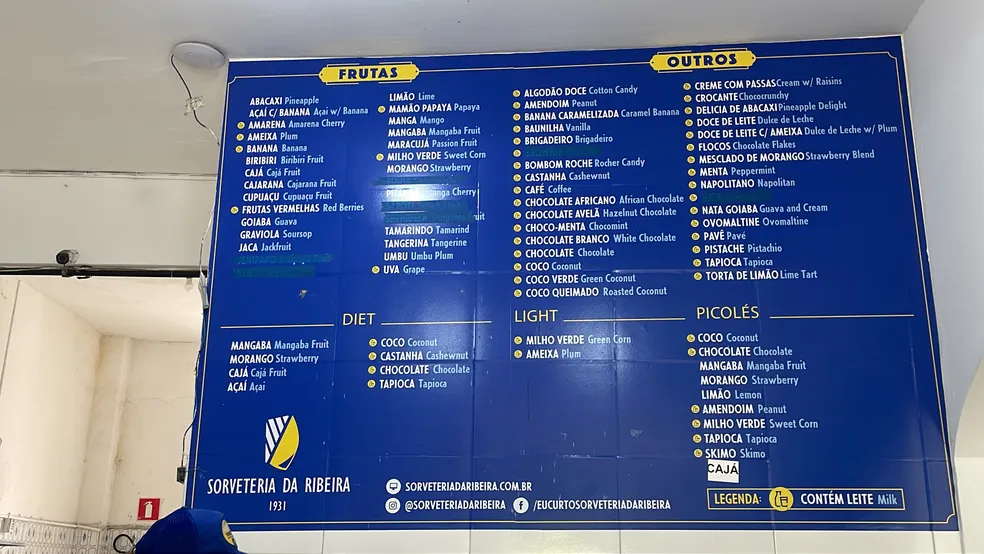 FRUTAS
ABACAXI Pineapple
AÇAÍ C/ BANANA Açai w/ Banana
AMARENA Amarena Cherry
AMEIXA Plum
BANANA Banana
BIRIBIRI Biribiri Fruit
CAJÁ Cajá Fruit
CAJARANA Cajarana Fruit
CUPUAÇU Cupuaçu Fruit
FRUTAS VERMELHAS Red Berries
GOIABA Guava
GRAVIOLA Soursop
JACA Jackfruit
LIMÃO Lime
MAMÃO PAPAYA Papaya
MANGA Mango
MANGABA Mangaba Fruit
MARACUJÁ Passion Fruit
MILHO VERDE Sweet Corn
MORANGO Strawberry
Cherry
Fruit
TAMARINDO Tamarind
TANGERINA Tangerine
UMBU Umbu Plum
UVA Grape
OUTROS
ALGODÃO DOCE Cotton Candy
AMENDOIM Peanut
BANANA CARAMELIZADA Caramel Banana
BAUNILHA Vanilla
BRIGADEIRO Brigadeiro
BOMBOM ROCHE Rocher Candy
CASTANHA Cashewnut
CAFÉ Coffee
CHOCOLATE AFRICANO African Chocolate
CHOCOLATE AVELÃ Hazelnut Chocolate
CHOCO-MENTA Chocomint
CHOCOLATE BRANCO White Chocolate
CHOCOLATE Chocolate
COCO Coconut
COCO VERDE Green Coconut
COCO QUEIMADO Roasted Coconut
CREME COM PASSAS Cream w/ Raisins
CROCANTE Chococrunchy
DELICIA DE ABACAXI Pineapple Delight
DOCE DE LEITE Dulce de Leche
DOCE DE LEITE C/ AMEIXA Dulce de Leche w/ Plum
FLOCOS Chocolate Flakes
MESCLADO DE MORANGO Strawberry Blend
MENTA Peppermint
NAPOLITANO Napolitan
NATA GOIABA Guava and Cream
OVOMALTINE Ovomaltine
PAVÊ Pavé
PISTACHE Pistachio
TAPIOCA Tapioca
TORTA DE LIMÃO Lime Tart
DIET
MANGABA Mangaba Fruit
MORANGO Strawberry
CAJÁ Cajá Fruit
AÇAÍ Açai
COCO Coconut
CASTANHA Cashewnut
CHOCOLATE Chocolate
TAPIOCA Tapioca
LIGHT
MILHO VERDE Green Corn
AMEIXA Plum
PICOLÉS
COCO Coconut
CHOCOLATE Chocolate
MANGABA Mangaba Fruit
MORANGO Strawberry
LIMÃO Lemon
AMENDOIM Peanut
MILHO VERDE Sweet Corn
TAPIOCA Tapioca
SKIMO Skimo
CAJÁ
SORVETERIA DA RIBEIRA
1931
SORVETERIADARIBEIRA.COM.BR
@SORVETERIADARIBEIRA
/EUCURTOSORVETERIADARIBEIRA
LEGENDA: CONTÉM LEITE Milk